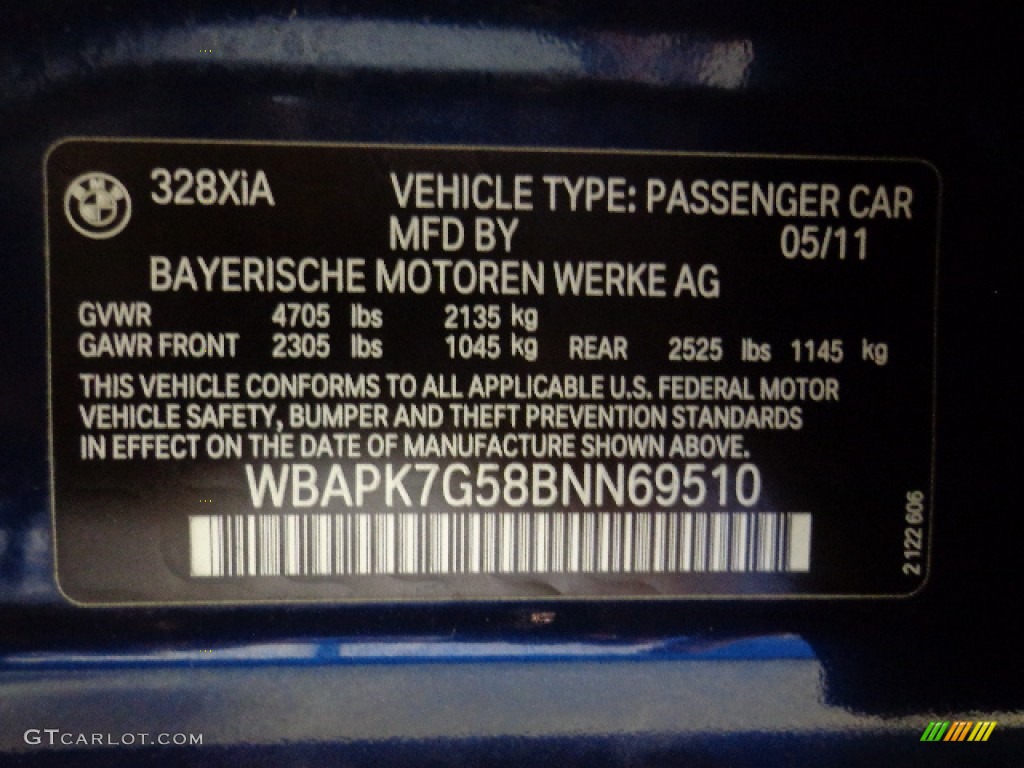 328XiA VEHICLE TYPE: PASSENGER CAR
MFD BY 05/11
BAYERISCHE MOTOREN WERKE AG
GVWR 4705 lbs 2135 kg
GAWR FRONT 2305 lbs 1045 kg REAR 2525 lbs 1145 kg
THIS VEHICLE CONFORMS TO ALL APPLICABLE U.S. FEDERAL MOTOR
VEHICLE SAFETY, BUMPER AND THEFT PREVENTION STANDARDS
IN EFFECT ON THE DATE OF MANUFACTURE SHOWN ABOVE.
WBAPK7G58BNN69510
2 122 606
GTCARLOT.COM